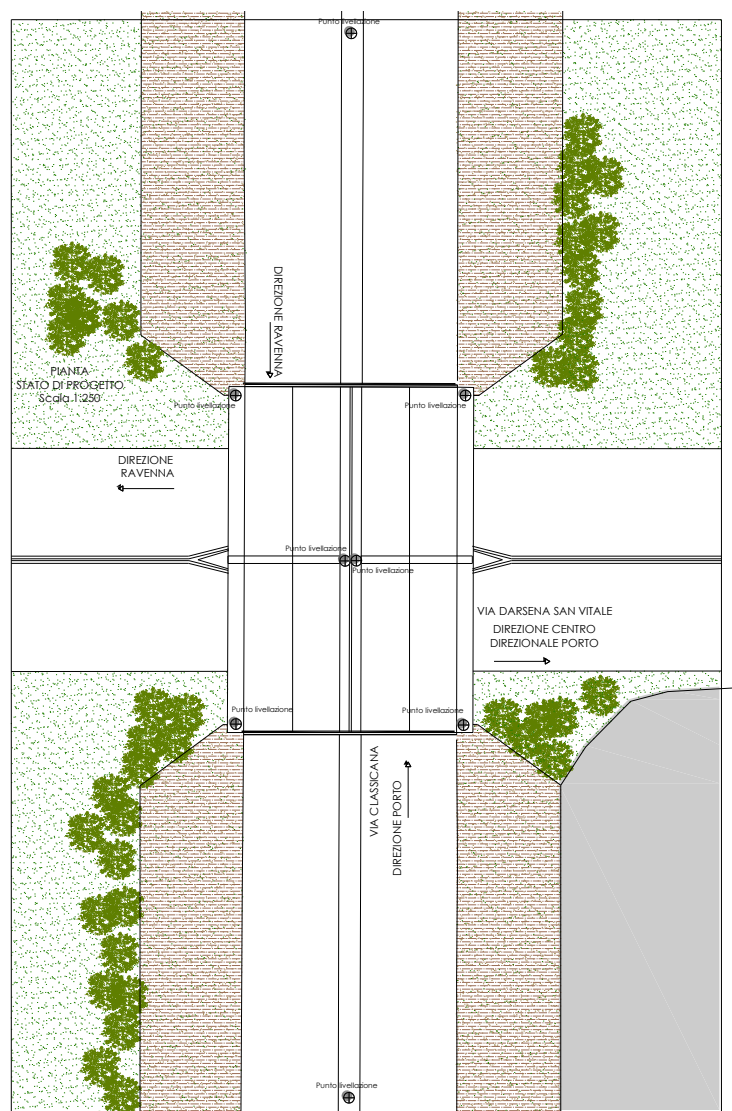 Punto livellazione
DIREZIONE RAVENNA
PIANTA
STATO DI PROGETTO
Scala 1:250
Punto livellazione
Punto livellazione
DIREZIONE
RAVENNA
Punto livellazione
Punto livellazione
VIA DARSENA SAN VITALE
DIREZIONE CENTRO
DIREZIONALE PORTO
Punto livellazione
Punto livellazione
VIA CLASSICANA
DIREZIONE PORTO
Punto livellazione